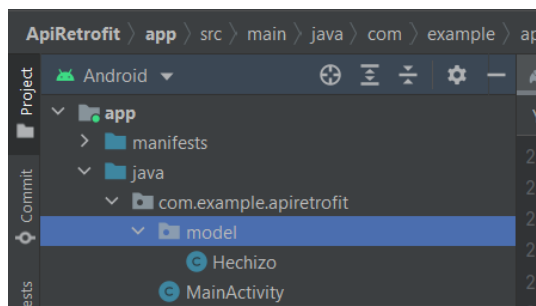 ApiRetrofit > app > src > main > java > com > example > ap
Project
Android
app
manifests
java
com.example.apiretrofit
model
Hechizo
MainActivity
Commit